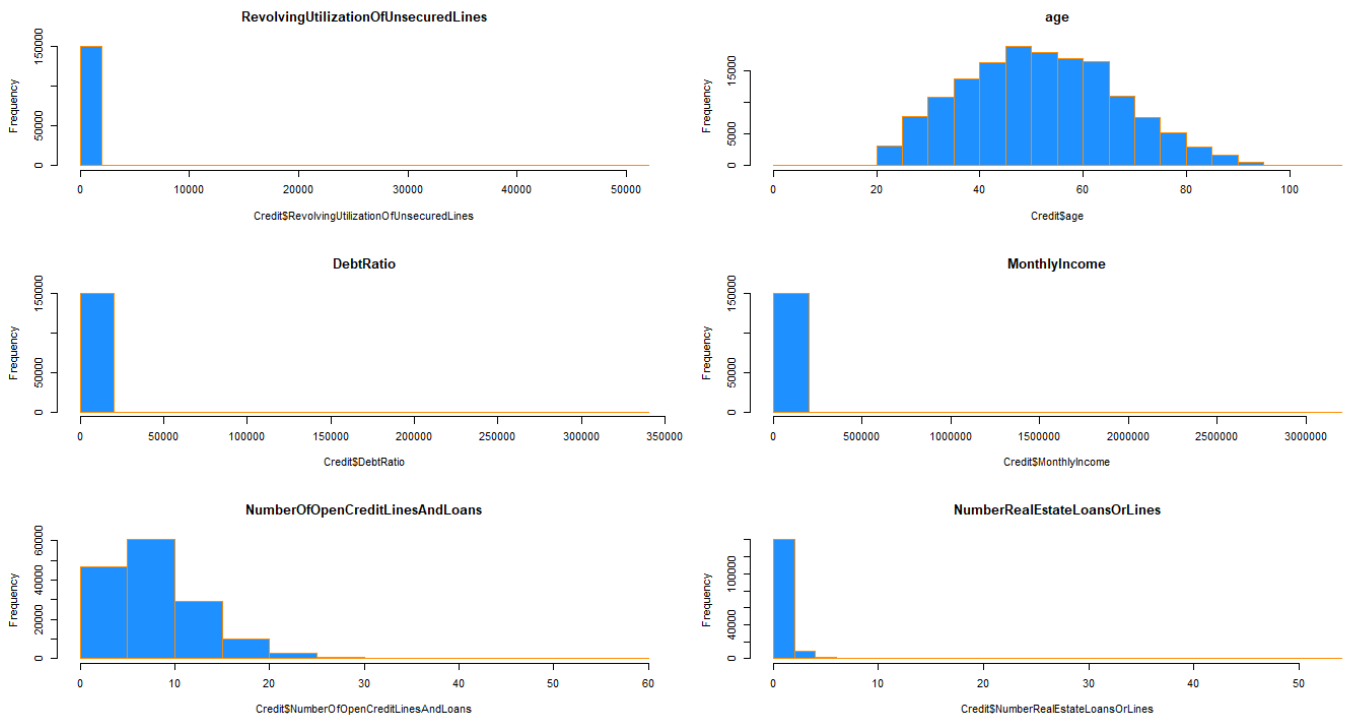 RevolvingUtilizationOfUnsecuredLines
Frequency
0 50000 150000
0 10000 20000 30000 40000 50000
Credit$RevolvingUtilizationOfUnsecuredLines
age
Frequency
0 5000 15000
0 20 40 60 80 100
Credit$age
DebtRatio
Frequency
0 50000 150000
0 50000 100000 150000 200000 250000 300000 350000
Credit$DebtRatio
MonthlyIncome
Frequency
0 50000 150000
0 500000 1000000 1500000 2000000 2500000 3000000
Credit$MonthlyIncome
NumberOfOpenCreditLinesAndLoans
Frequency
0 20000 40000 60000
0 10 20 30 40 50 60
Credit$NumberOfOpenCreditLinesAndLoans
NumberRealEstateLoansOrLines
Frequency
0 40000 100000
0 10 20 30 40 50
Credit$NumberRealEstateLoansOrLines